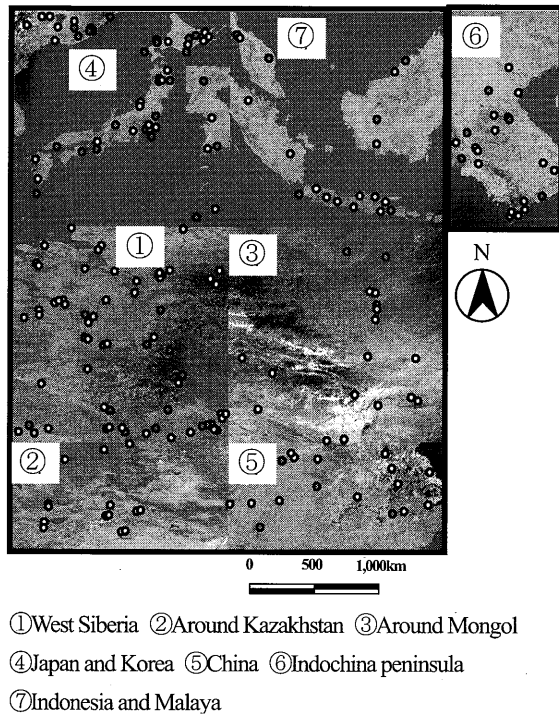 ⑦
⑥
④
①
③
N
②
⑤
0 500 1,000km
①West Siberia ②Around Kazakhstan ③Around Mongol
④Japan and Korea ⑤China ⑥Indochina peninsula
⑦Indonesia and Malaya